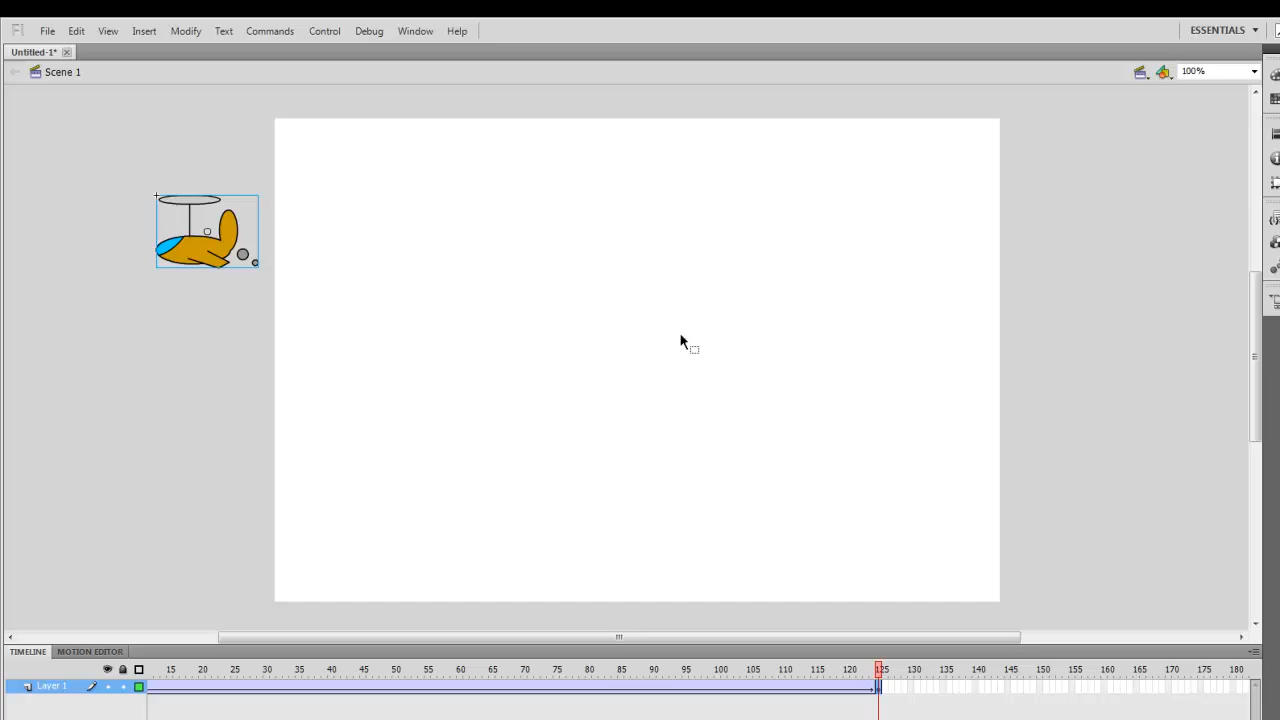 Fl File Edit View Insert Modify Text Commands Control Debug Window Help ESSENTIALS
Untitled-1*
Scene 1 100%
TIMELINE MOTION EDITOR
15 20 25 30 35 40 45 50 55 60 65 70 75 80 85 90 95 100 105 110 115 120 125 130 135 140 145 150 155 160 165 170 175 180
Layer 1